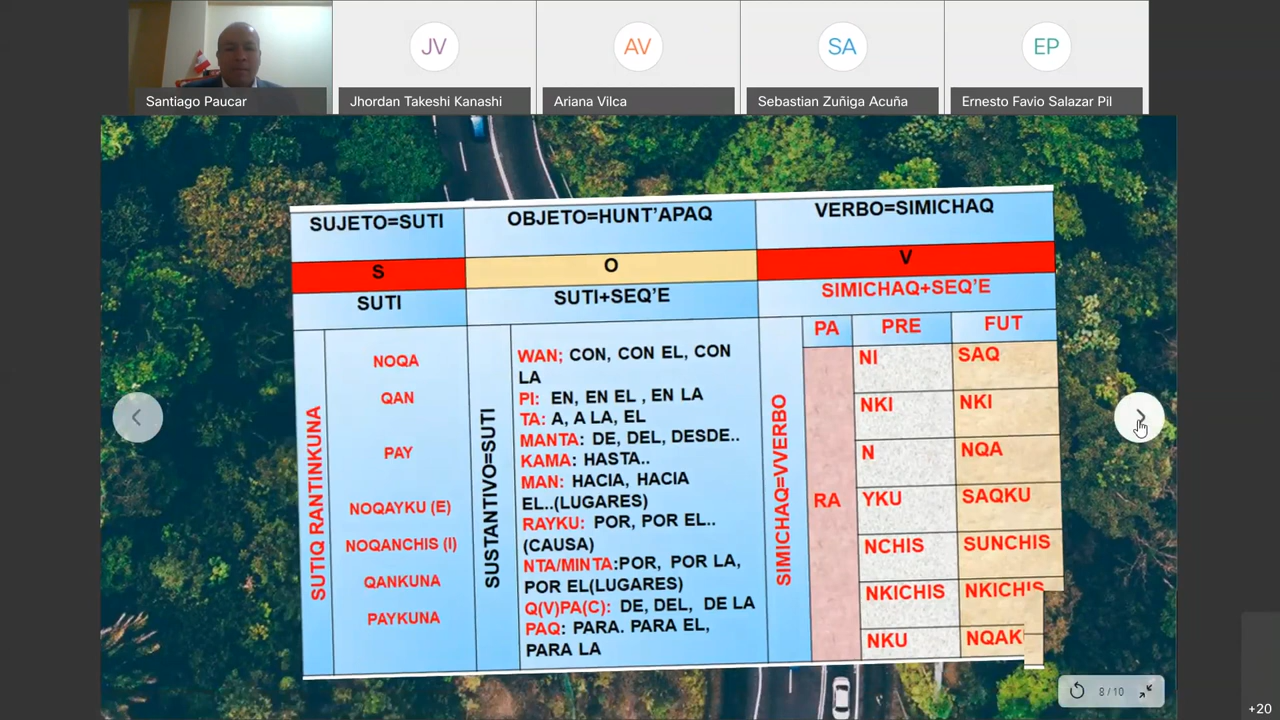 JV
AV
SA
EP
Santiago Paucar
Jhordan Takeshi Kanashi
Ariana Vilca
Sebastian Zuñiga Acuña
Ernesto Favio Salazar Pil
SUJETO=SUTI
OBJETO=HUNT’APAQ
VERBO=SIMICHAQ
S
O
V
SUTI
SUTI+SEQ’E
SIMICHAQ+SEQ’E
PA
PRE
FUT
SUTIQ RANTINKUNA
NOQA
QAN
PAY
NOQAYKU (E)
NOQANCHIS (I)
QANKUNA
PAYKUNA
SUSTANTIVO=SUTI
WAN; CON, CON EL, CON
LA
PI: EN, EN EL , EN LA
TA: A, A LA, EL
MANTA: DE, DEL, DESDE..
KAMA: HASTA..
MAN: HACIA, HACIA
EL..(LUGARES)
RAYKU: POR, POR EL..
(CAUSA)
NTA/MINTA:POR, POR LA,
POR EL(LUGARES)
Q(V)PA(C): DE, DEL, DE LA
PAQ: PARA. PARA EL,
PARA LA
SIMICHAQ=VVERBO
RA
NI
SAQ
NKI
NKI
N
NQA
YKU
SAQKU
NCHIS
SUNCHIS
NKICHIS
NKICHIS
NKU
NQAK
8 / 10
+20